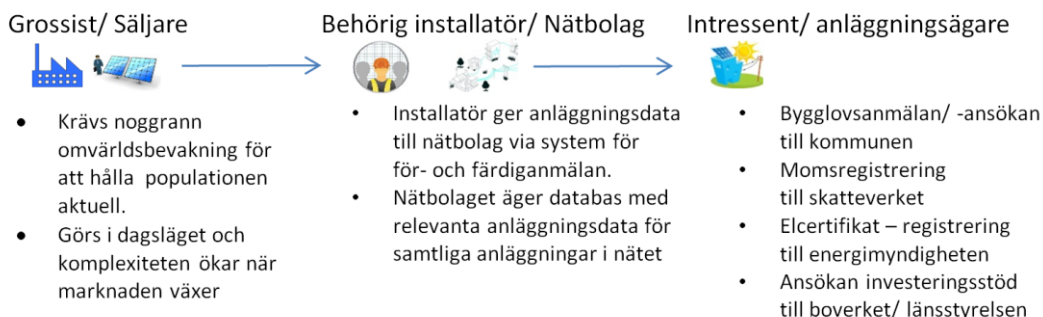 Grossist/ Säljare
• Krävs noggrann
omvärldsbevakning för
att hålla populationen
aktuell.
• Görs i dagsläget och
komplexiteten ökar när
marknaden växer
Behörig installatör/ Nätbolag
• Installatör ger anläggningsdata
till nätbolag via system för
för- och färdiganmälan.
• Nätbolaget äger databas med
relevanta anläggningsdata för
samtliga anläggningar i nätet
Intressent/ anläggningsägare
• Bygglovsanmälan/ -ansökan
till kommunen
• Momsregistrering
till skatteverket
• Elcertifikat – registrering
till energimyndigheten
• Ansökan investeringsstöd
till boverket/ länsstyrelsen